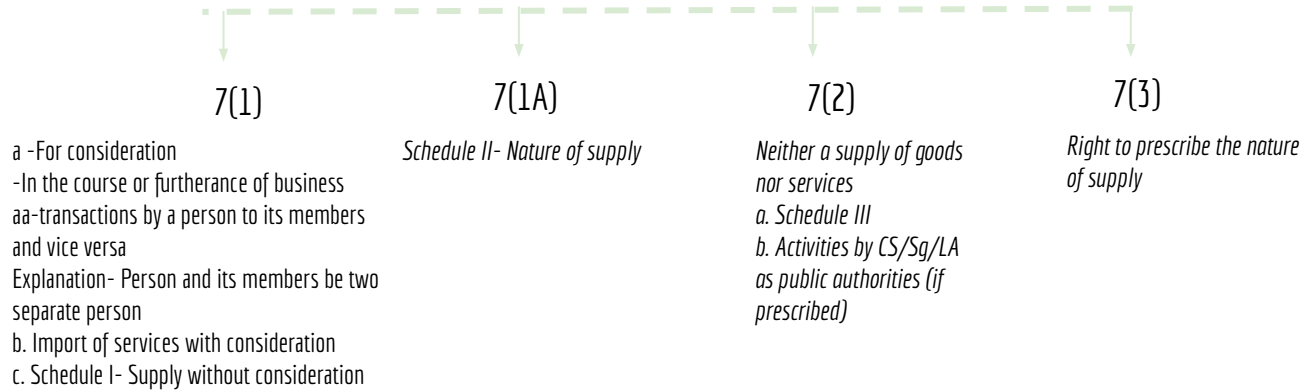 7(1)
a -For consideration
-In the course or furtherance of business
aa-transactions by a person to its members
and vice versa
Explanation- Person and its members be two
separate person
b. Import of services with consideration
c. Schedule I- Supply without consideration
7(1A)
Schedule II- Nature of supply
7(2)
Neither a supply of goods
nor services
a. Schedule III
b. Activities by CS/Sg/LA
as public authorities (if
prescribed)
7(3)
Right to prescribe the nature
of supply